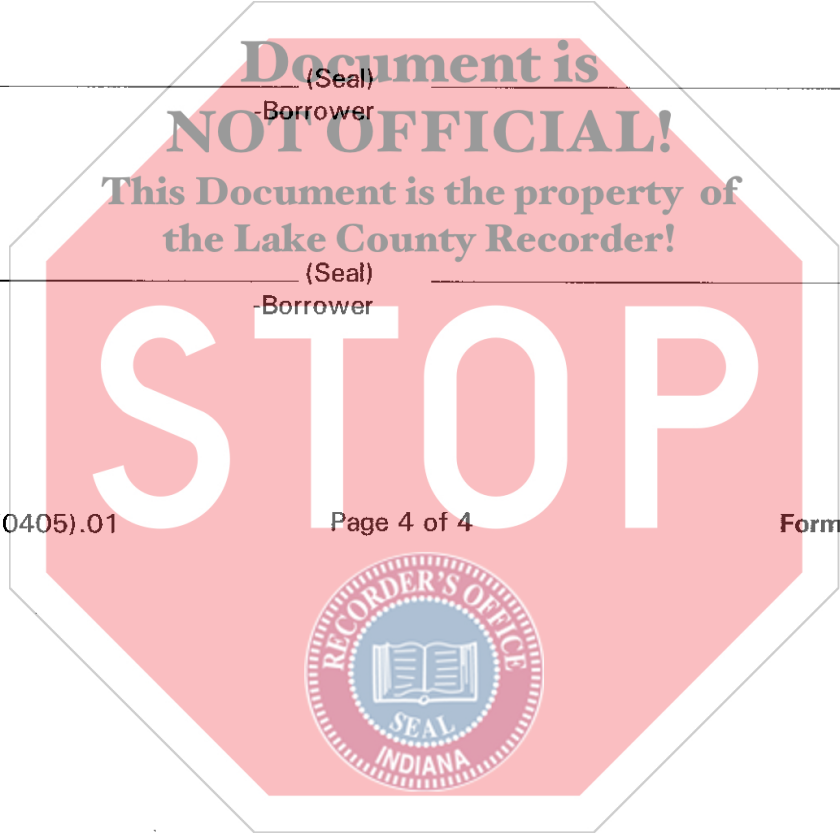 Document is
(Seal)
-Borrower
NOT OFFICIAL!
This Document is the property of
the Lake County Recorder!
(Seal)
-Borrower
STOP
0405).01 Page 4 of 4 Form
RECORDER'S OFFICE
SEAL
INDIANA